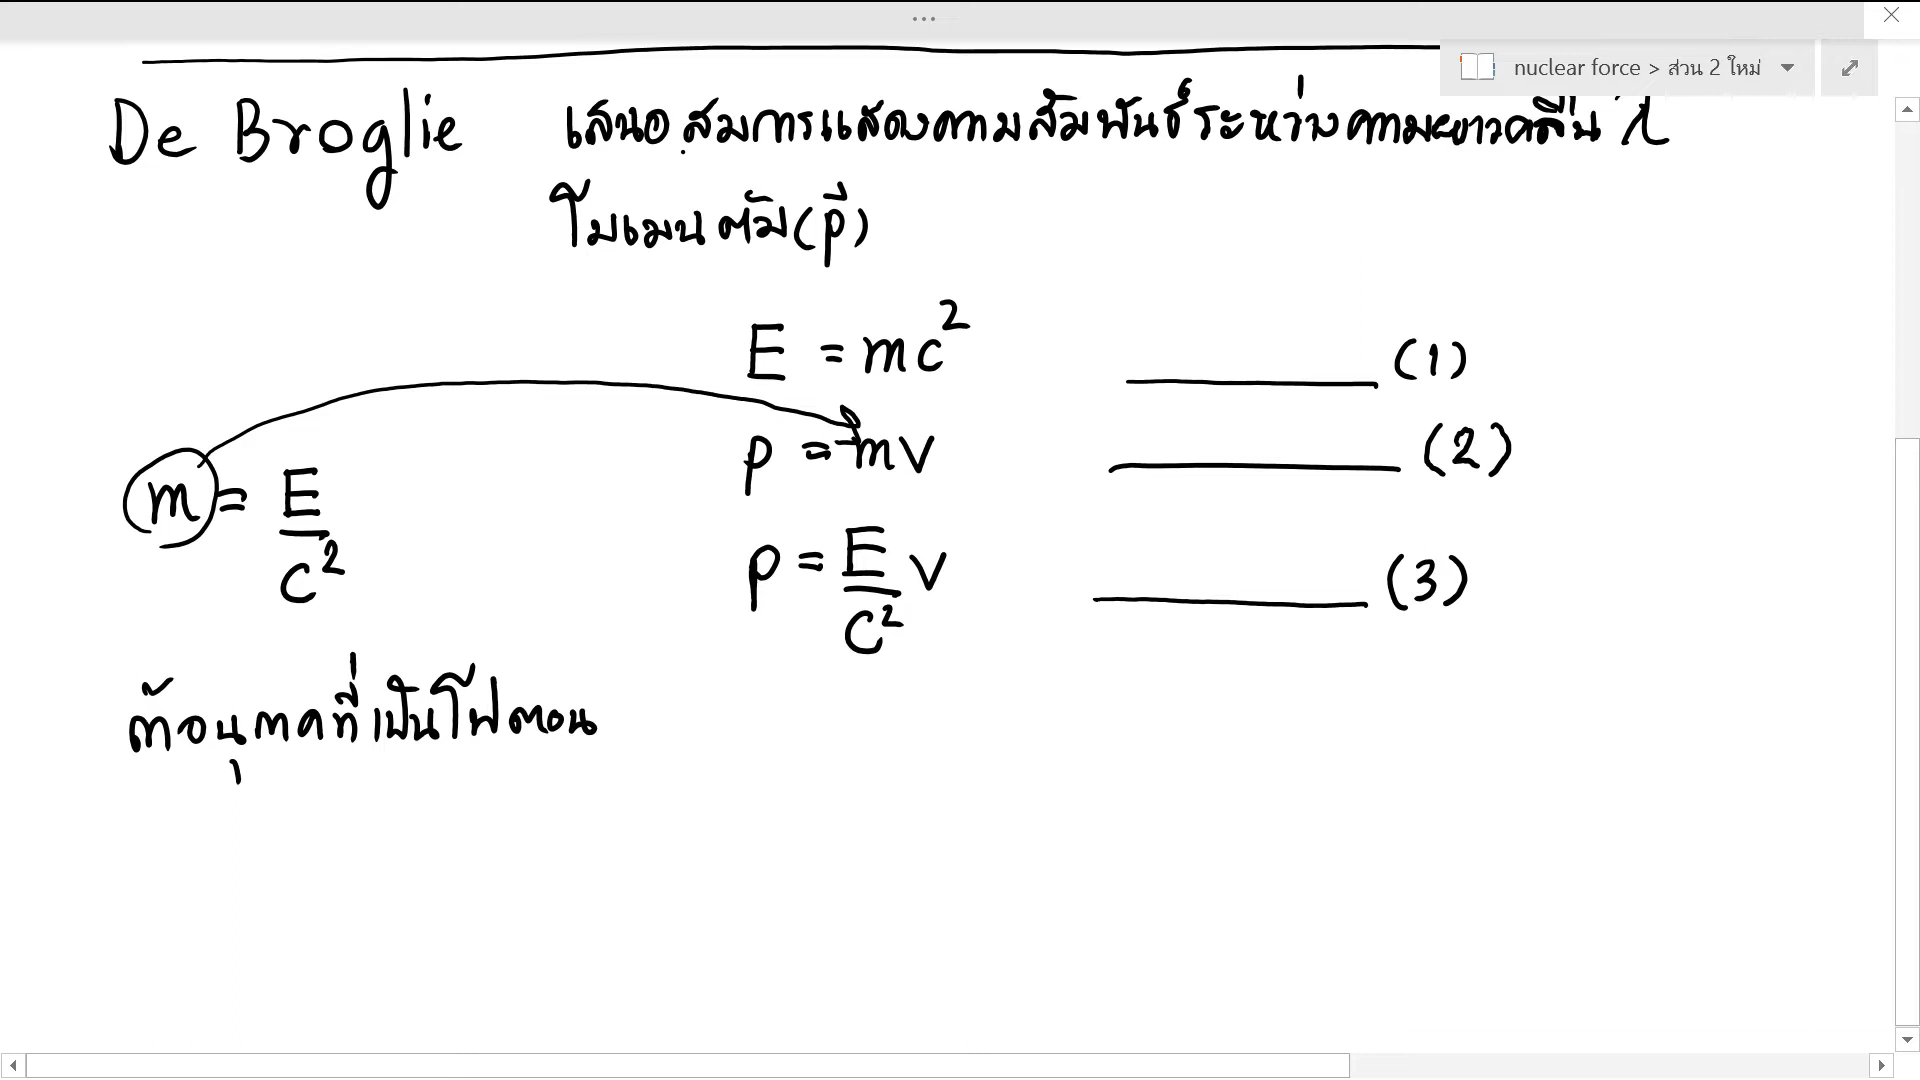 nuclear force > ส่วน 2 ใหม่
De Broglie เสนอสมการแสดงความสัมพันธ์ระหว่างความยาวคลื่น λ
โมเมนตัม(p)
E = mc² (1)
p = mv (2)
m = E/c²
p = E/c² v (3)
ถ้าอนุภาคที่เป็นโฟตอน